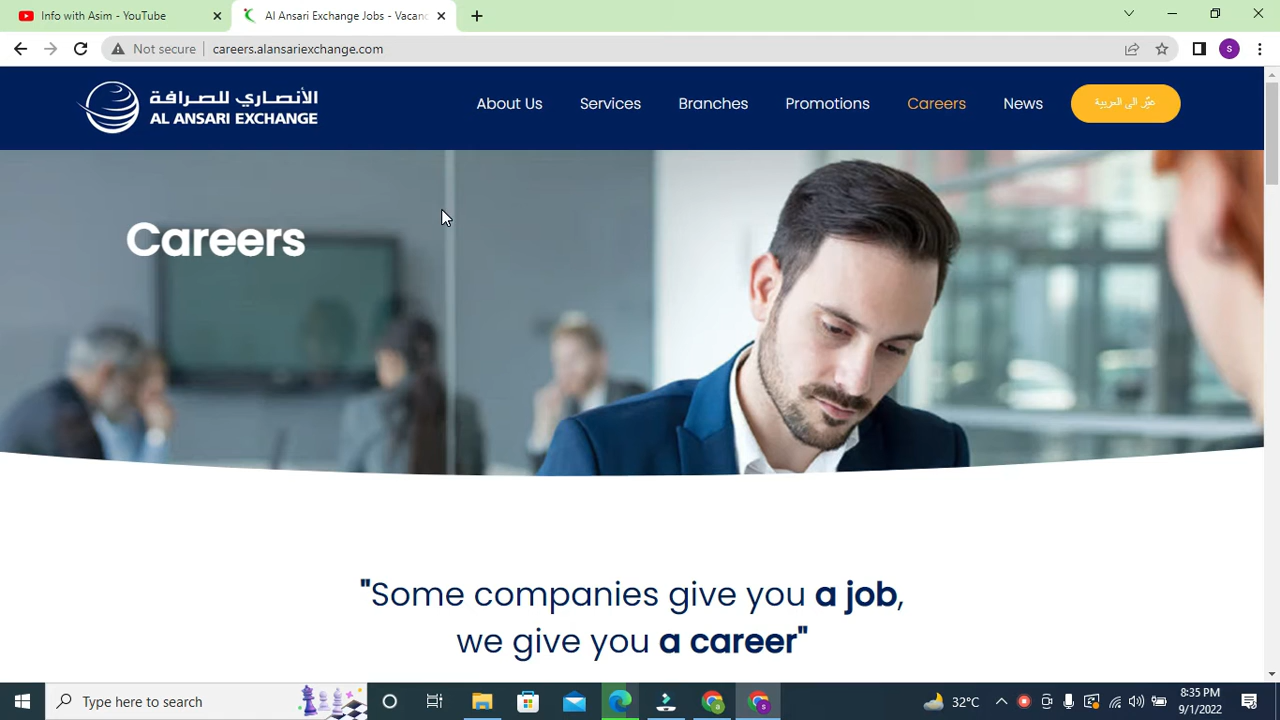 Info with Asim - YouTube
Al Ansari Exchange Jobs - Vacanc
Not secure
careers.alansariexchange.com
S
الأنصاري للصرافة
AL ANSARI EXCHANGE
About Us
Services
Branches
Promotions
Careers
News
غيّر الى العربية
Careers
"Some companies give you a job,
we give you a career"
Type here to search
32°C
8:35 PM
9/1/2022